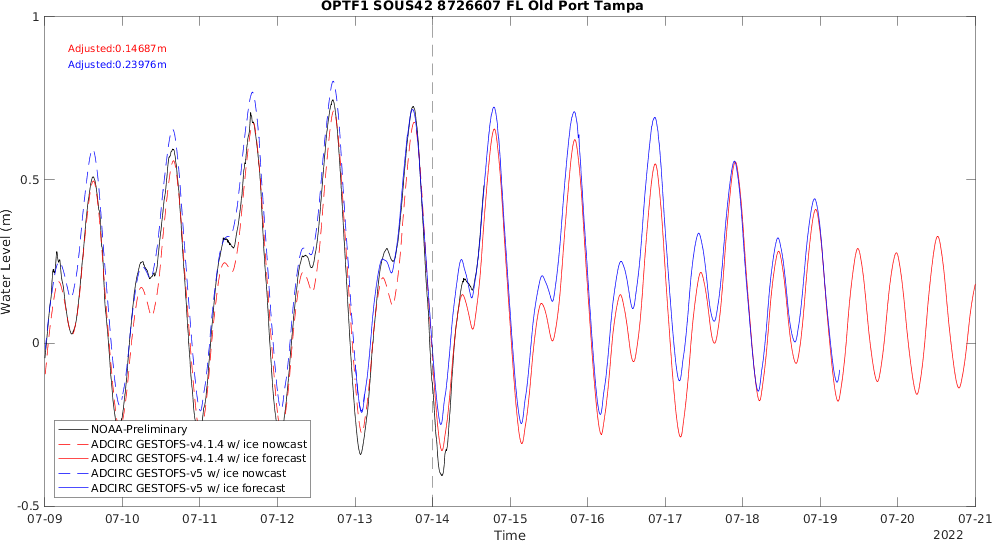 OPTF1 SOUS42 8726607 FL Old Port Tampa
1
Adjusted:0.14687m
Adjusted:0.23976m
0.5
Water Level (m)
0
NOAA-Preliminary
ADCIRC GESTOFS-v4.1.4 w/ ice nowcast
ADCIRC GESTOFS-v4.1.4 w/ ice forecast
ADCIRC GESTOFS-v5 w/ ice nowcast
ADCIRC GESTOFS-v5 w/ ice forecast
-0.5
07-09 07-10 07-11 07-12 07-13 07-14 07-15 07-16 07-17 07-18 07-19 07-20 07-21
Time
2022